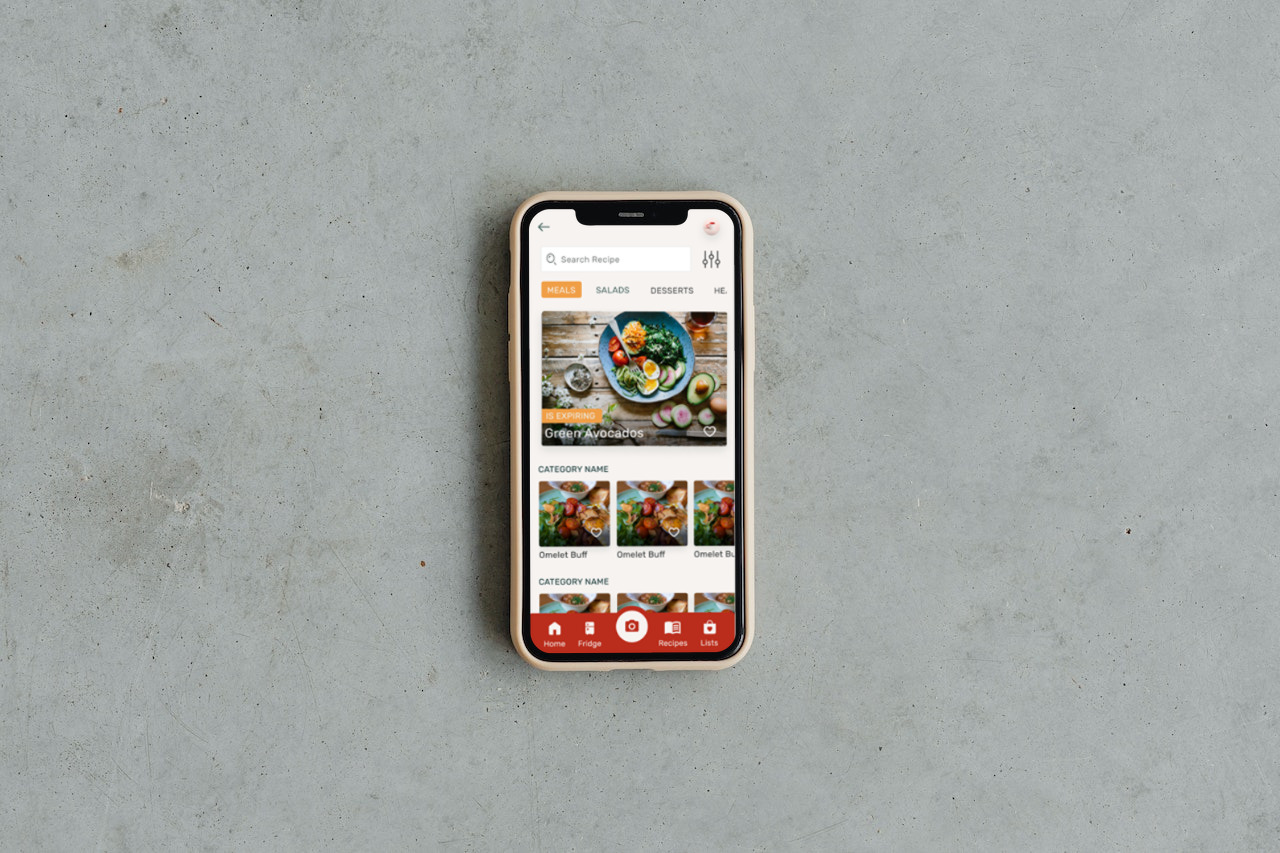 Search Recipe
MEALS SALADS DESSERTS
IS EXPIRING
Green Avocados
CATEGORY NAME
Omelet Buff Omelet Buff Omelet Bu
CATEGORY NAME
Home Fridge Recipes Lists